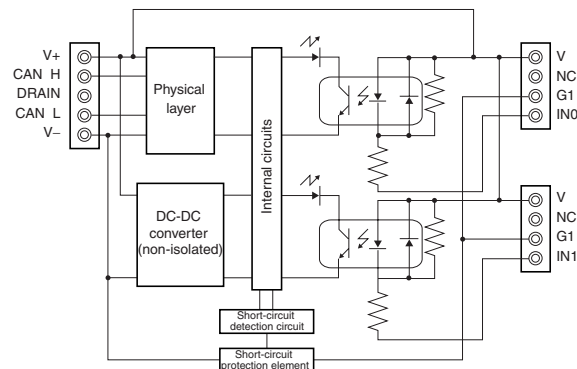 V+
CAN H
DRAIN
CAN L
V–
Physical
layer
DC-DC
converter
(non-isolated)
Internal circuits
Short-circuit
detection circuit
Short-circuit
protection element
V
NC
G1
IN0
V
NC
G1
IN1